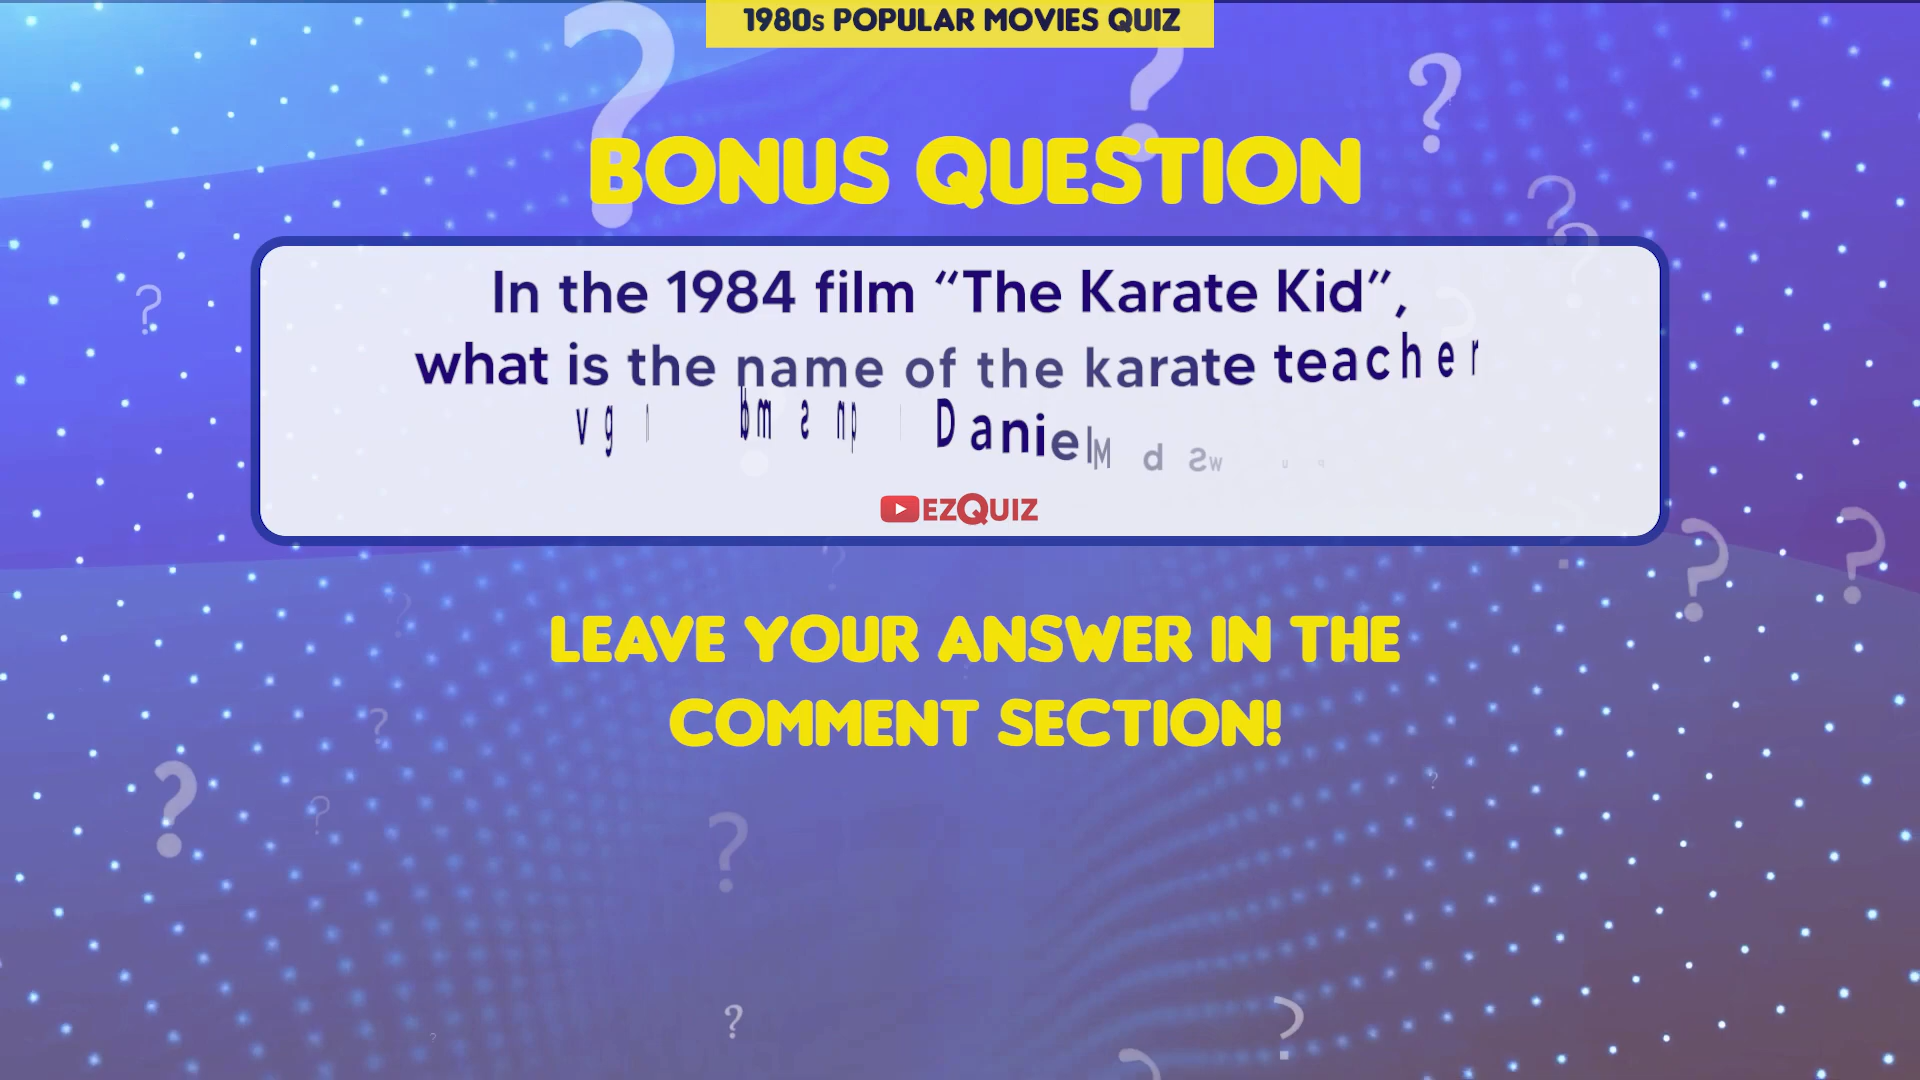 1980s POPULAR MOVIES QUIZ
BONUS QUESTION
In the 1984 film “The Karate Kid”,
what is the name of the karate teacher
Daniel
EZQUIZ
LEAVE YOUR ANSWER IN THE
COMMENT SECTION!